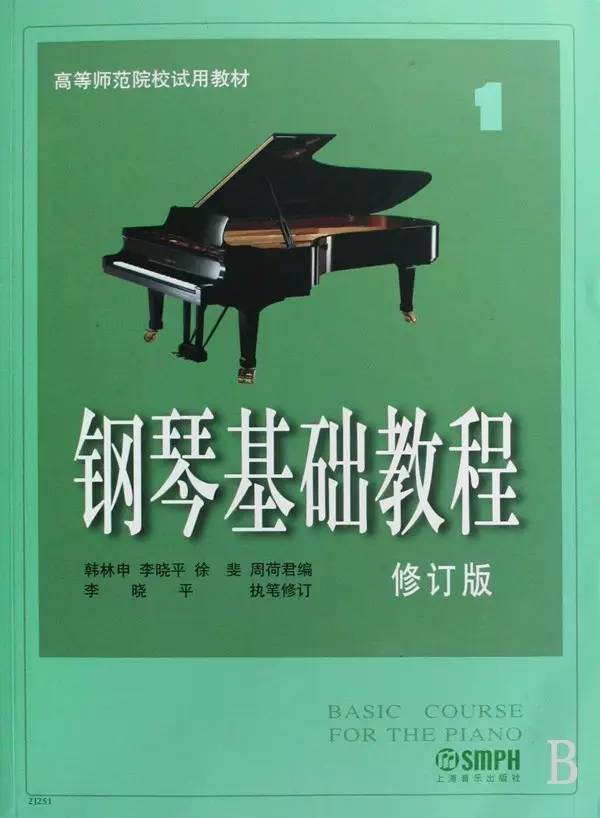 高等师范院校试用教材
1
钢琴基础教程
韩林申 李晓平 徐 斐 周荷君编
李 晓 平 执笔修订
修订版
BASIC COURSE
FOR THE PIANO
SMPH
上海音乐出版社
B
2J251